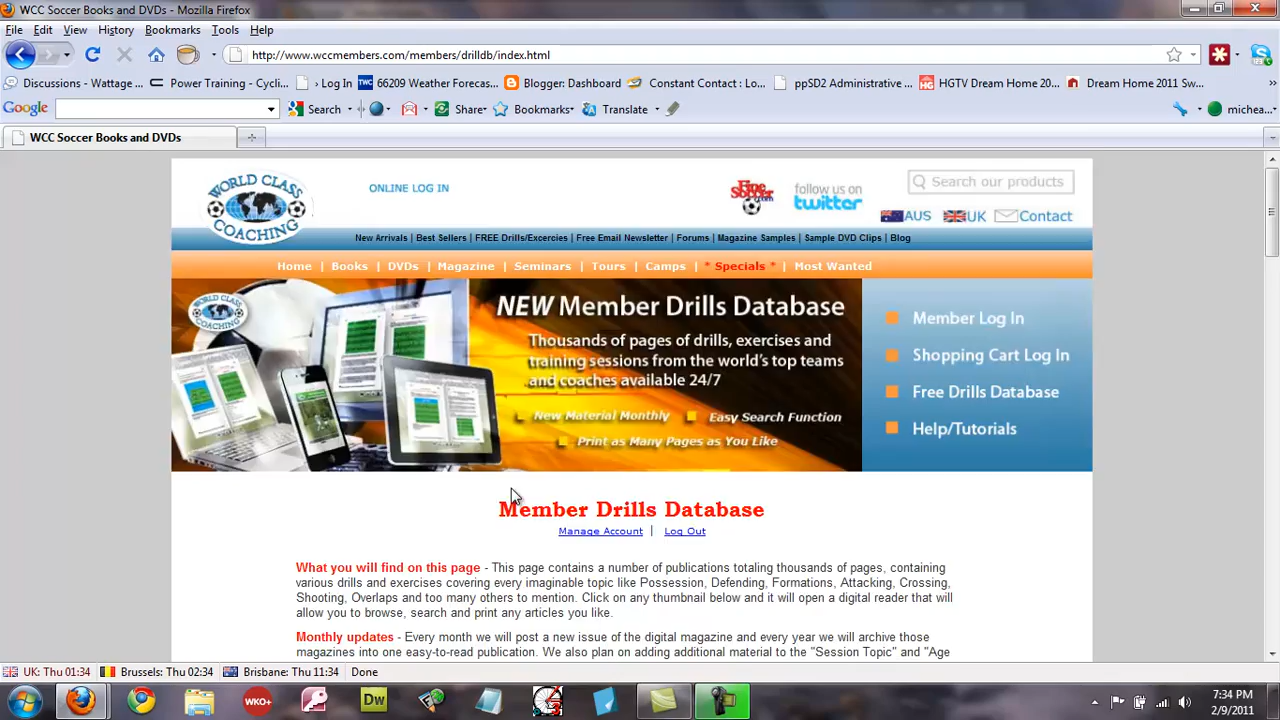 WCC Soccer Books and DVDs - Mozilla Firefox
File Edit View History Bookmarks Tools Help
http://www.wccmembers.com/members/drilldb/index.html
Discussions - Wattage ... Power Training - Cycli... › Log In TWC 66209 Weather Forecas... Blogger: Dashboard Constant Contact : Lo... ppSD2 Administrative ... HGTV Dream Home 20... Dream Home 2011 Sw... »
Google Search Share Bookmarks Translate michea...
WCC Soccer Books and DVDs
WORLD CLASS COACHING
ONLINE LOG IN
FineSoccer.com
follow us on twitter
Search our products
AUS UK Contact
New Arrivals | Best Sellers | FREE Drills/Excercies | Free Email Newsletter | Forums | Magazine Samples | Sample DVD Clips | Blog
Home | Books | DVDs | Magazine | Seminars | Tours | Camps | * Specials * | Most Wanted
WORLD CLASS COACHING
NEW Member Drills Database
Thousands of pages of drills, exercises and
training sessions from the world's top teams
and coaches available 24/7
New Material Monthly Easy Search Function
Print as Many Pages as You Like
Member Log In
Shopping Cart Log In
Free Drills Database
Help/Tutorials
Member Drills Database
Manage Account | Log Out
What you will find on this page - This page contains a number of publications totaling thousands of pages, containing
various drills and exercises covering every imaginable topic like Possession, Defending, Formations, Attacking, Crossing,
Shooting, Overlaps and too many others to mention. Click on any thumbnail below and it will open a digital reader that will
allow you to browse, search and print any articles you like.
Monthly updates - Every month we will post a new issue of the digital magazine and every year we will archive those
magazines into one easy-to-read publication. We also plan on adding additional material to the "Session Topic" and "Age
UK: Thu 01:34 Brussels: Thu 02:34 Brisbane: Thu 11:34 Done
WKO+ Dw
7:34 PM
2/9/2011